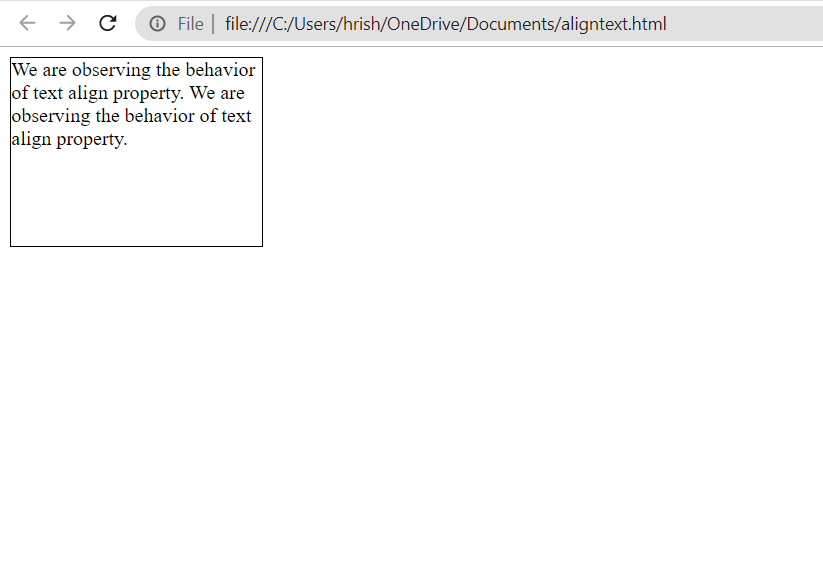 File | file:///C:/Users/hrish/OneDrive/Documents/aligntext.html
We are observing the behavior
of text align property. We are
observing the behavior of text
align property.